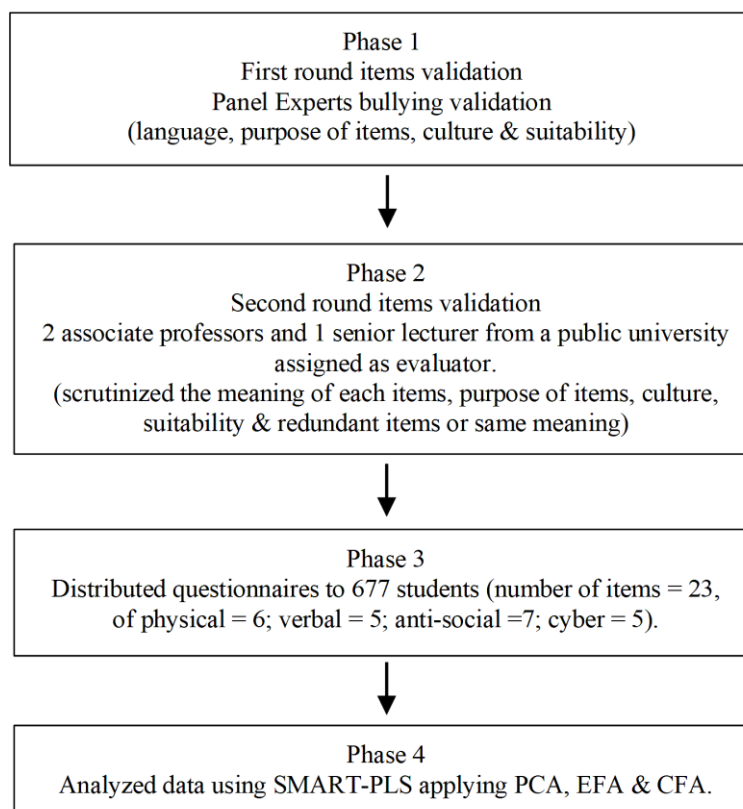 Phase 1
First round items validation
Panel Experts bullying validation
(language, purpose of items, culture & suitability)
Phase 2
Second round items validation
2 associate professors and 1 senior lecturer from a public university
assigned as evaluator.
(scrutinized the meaning of each items, purpose of items, culture,
suitability & redundant items or same meaning)
Phase 3
Distributed questionnaires to 677 students (number of items = 23,
of physical = 6; verbal = 5; anti-social =7; cyber = 5).
Phase 4
Analyzed data using SMART-PLS applying PCA, EFA & CFA.